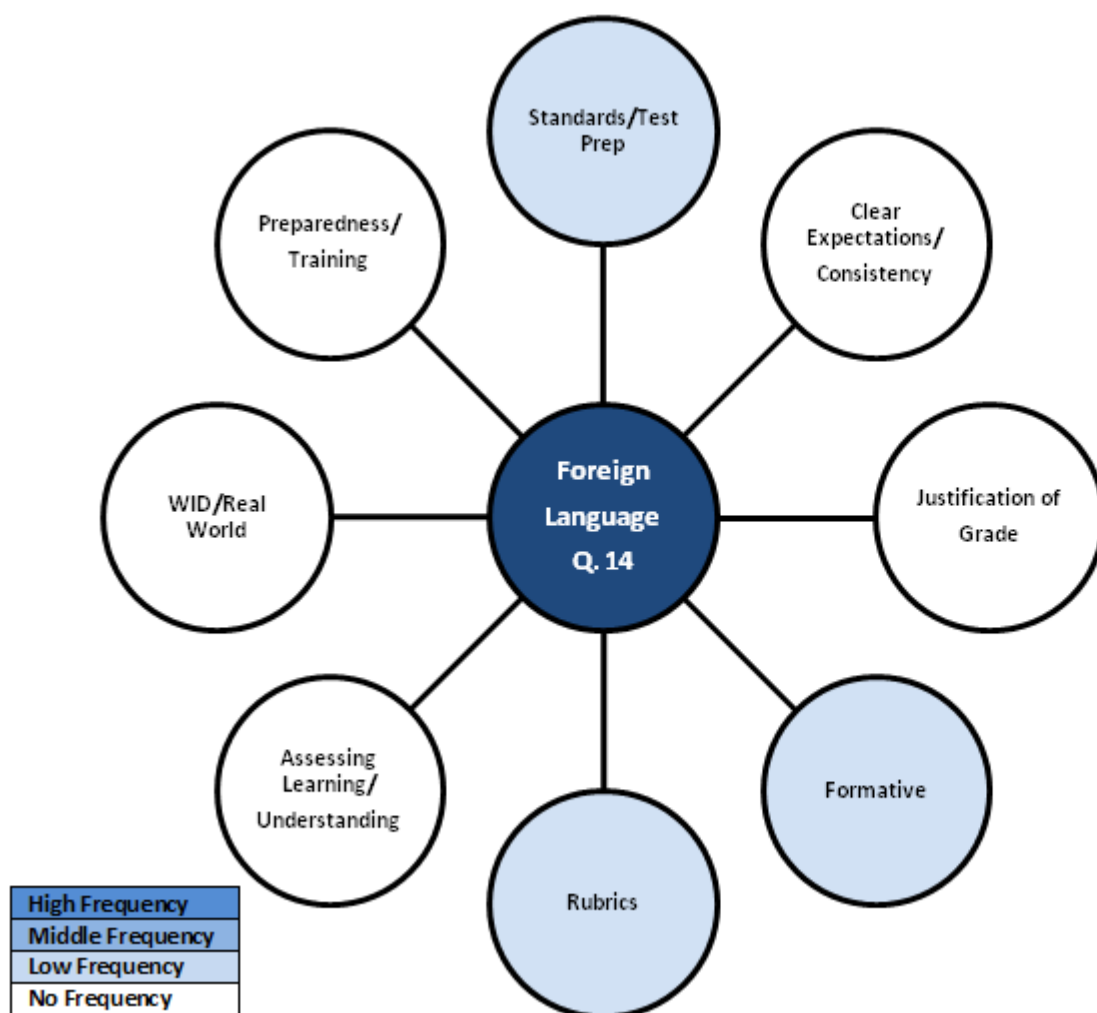 Standards/Test
Prep
Preparedness/
Training
Clear
Expectations/
Consistency
WID/Real
World
Foreign
Language
Q. 14
Justification of
Grade
Assessing
Learning/
Understanding
Formative
Rubrics
High Frequency
Middle Frequency
Low Frequency
No Frequency